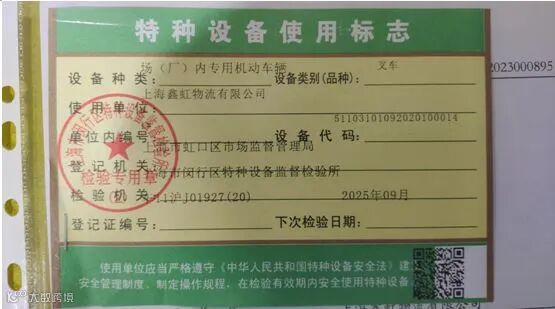 特种设备使用标志
2023000895
场（厂）内专用机动车辆 叉车
设备种类： 设备类别(品种)：
上海鑫虹物流有限公司
使用单位：
51103101092020100014
单位内编号： 设备代码：
上海市虹口区市场监督管理局
登记机关：
上海市闵行区特种设备监督检验所
检验机关：
车11沪J01927(20) 2025年09月
登记证编号： 下次检验日期：
检验专用章
使用单位应当严格遵守《中华人民共和国特种设备安全法》建
安全管理制度、制定操作规程，在检验有效期内安全使用特种设备
大数跨境